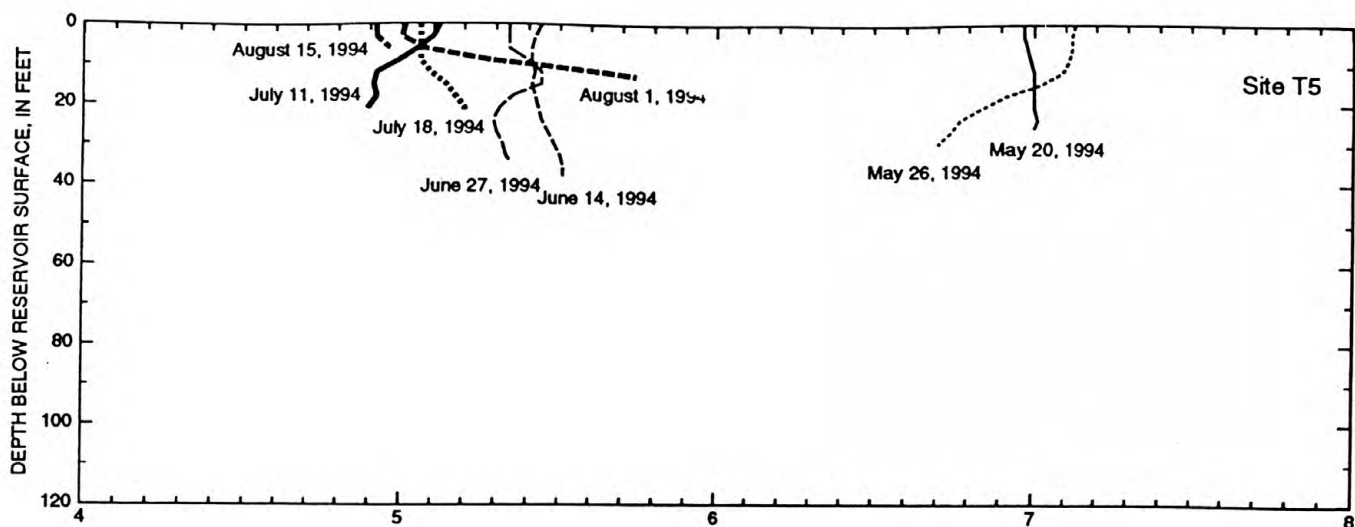 DEPTH BELOW RESERVOIR SURFACE, IN FEET
0
20
40
60
80
100
120
4
5
6
7
8
Site T5
August 15, 1994
July 11, 1994
July 18, 1994
August 1, 1994
June 27, 1994
June 14, 1994
May 26, 1994
May 20, 1994